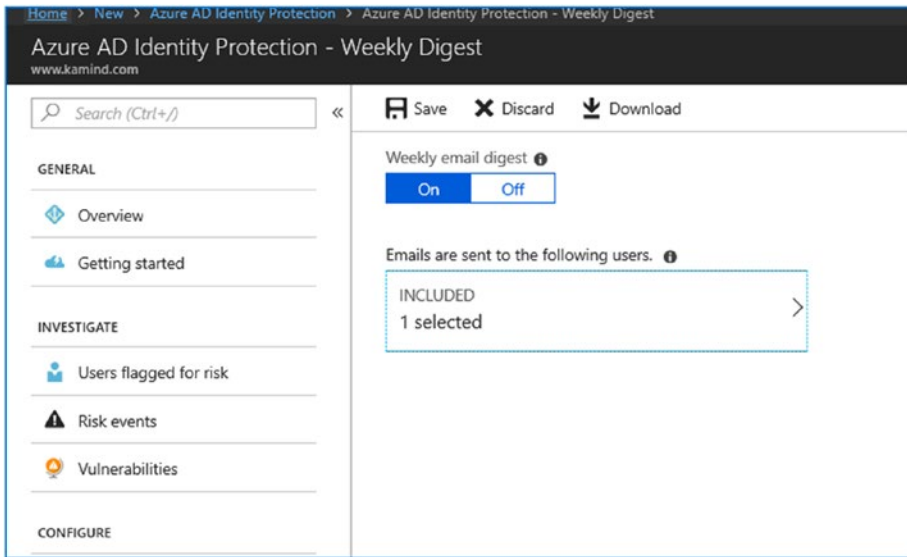 Home > New > Azure AD Identity Protection > Azure AD Identity Protection - Weekly Digest
Azure AD Identity Protection - Weekly Digest
www.kamind.com
Search (Ctrl+/)
«
Save Discard Download
GENERAL
Overview
Getting started
INVESTIGATE
Users flagged for risk
Risk events
Vulnerabilities
CONFIGURE
Weekly email digest
On Off
Emails are sent to the following users.
INCLUDED
1 selected